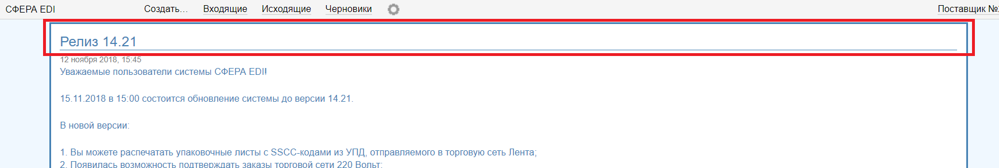 СФЕРА EDI Создать... Входящие Исходящие Черновики Поставщик №
Релиз 14.21
12 ноября 2018, 15:45
Уважаемые пользователи системы СФЕРА EDI!
15.11.2018 в 15:00 состоится обновление системы до версии 14.21.
В новой версии:
1. Вы можете распечатать упаковочные листы с SSCC-кодами из УПД, отправляемого в торговую сеть Лента;
2. Появилась возможность подтверждать заказы торговой сети 220 Вольт;